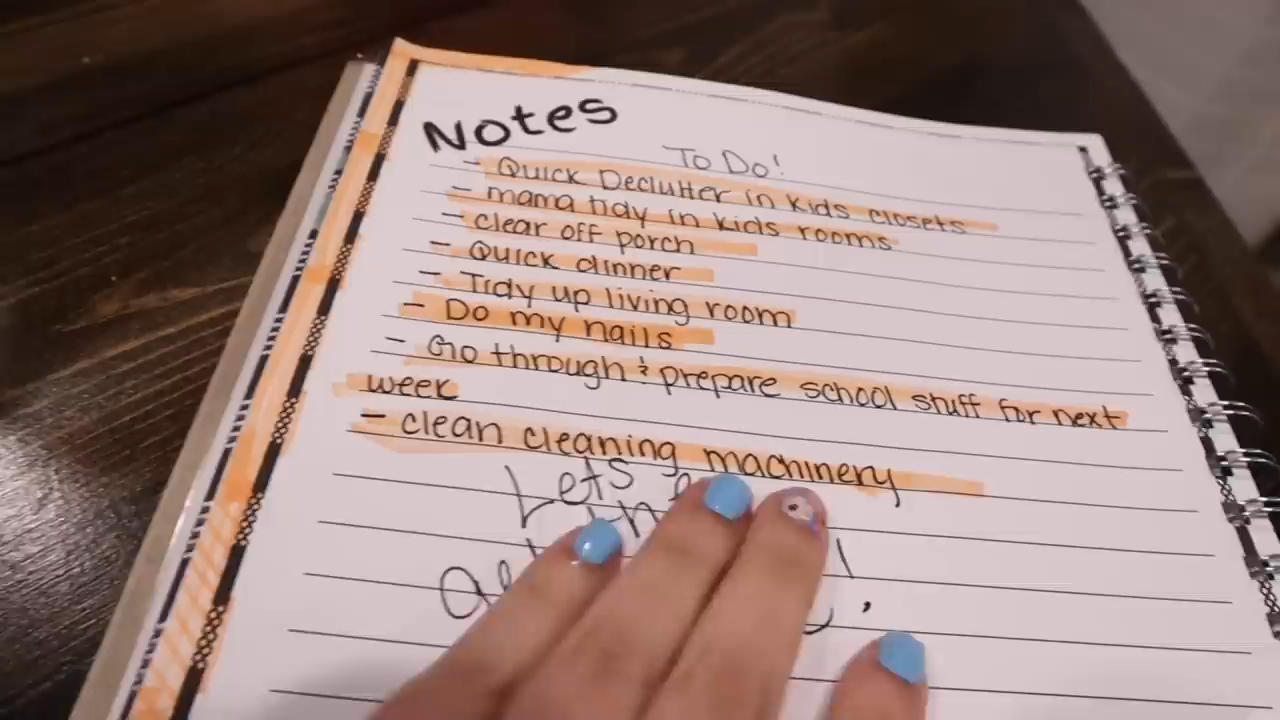 Notes
To Do!
- Quick Declutter in kids closets
- mama tidy in kids rooms
- clear off porch
- Quick dinner
- Tidy up living room
- Do my nails
- Go through & prepare school stuff for next
week
- clean cleaning machinery
Lets